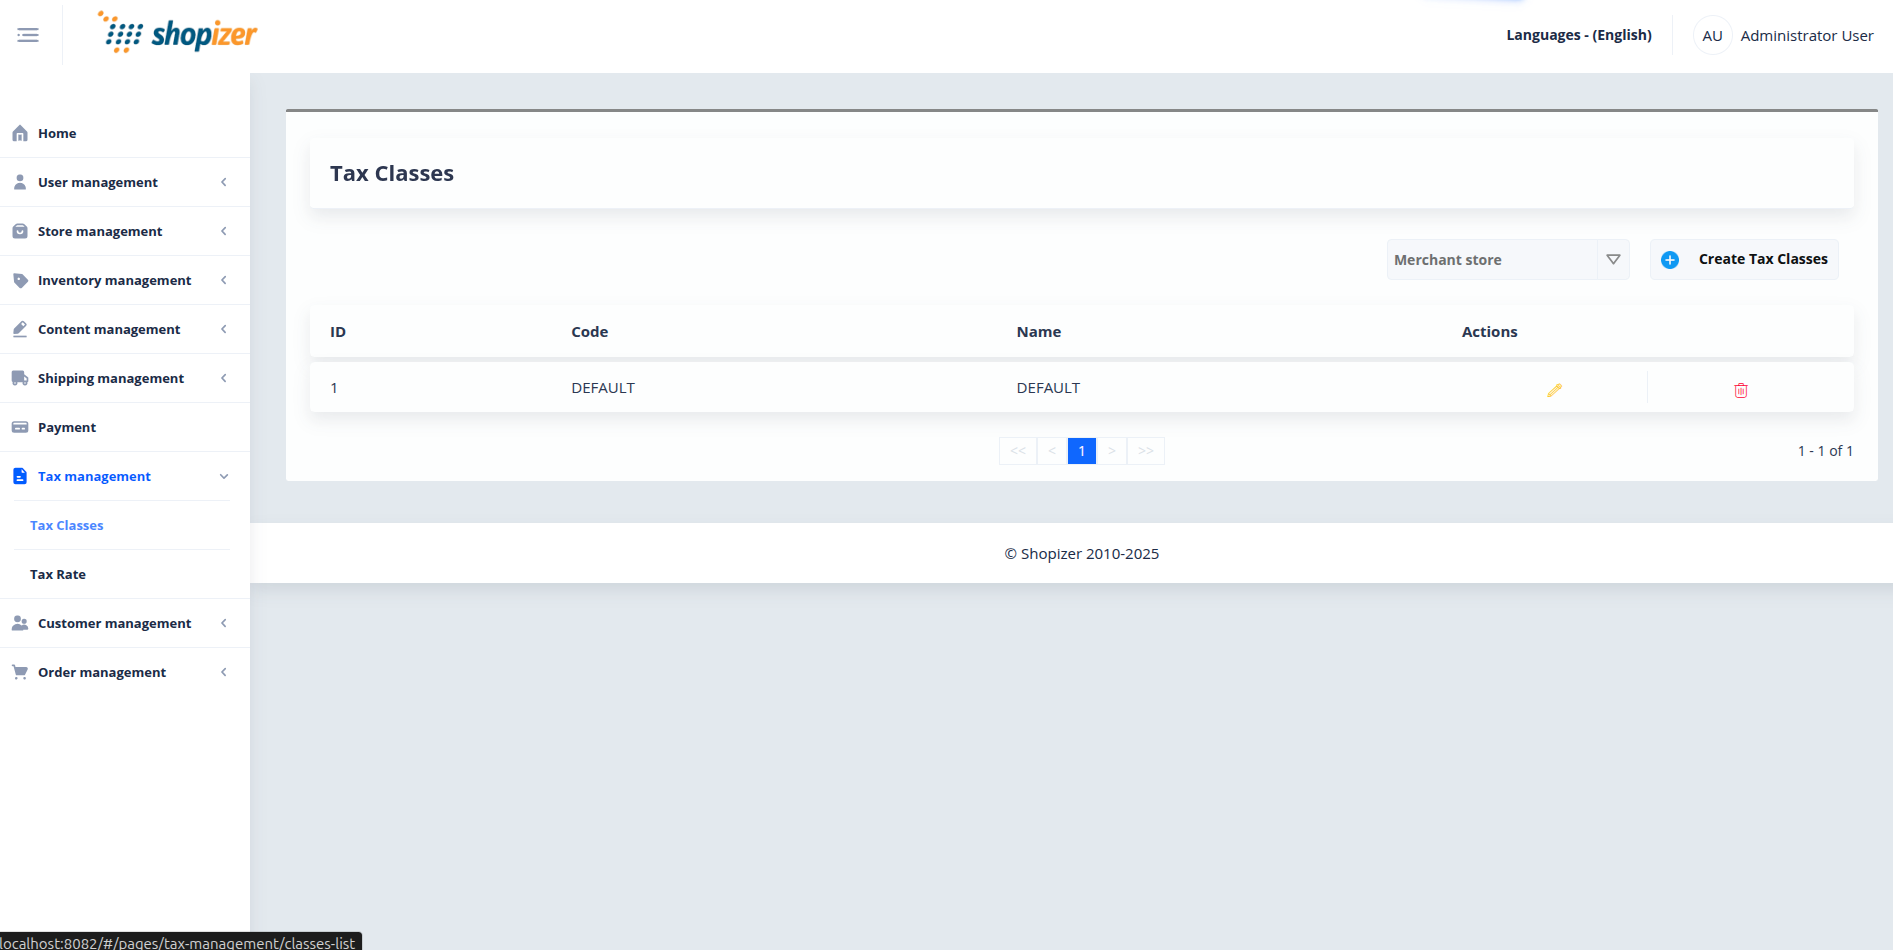 shopizer
Languages - (English)
AU
Administrator User
Home
User management
Store management
Inventory management
Content management
Shipping management
Payment
Tax management
Tax Classes
Tax Rate
Customer management
Order management
Tax Classes
Merchant store
Create Tax Classes
ID Code Name Actions
1 DEFAULT DEFAULT
<< < 1 > >>
1 - 1 of 1
© Shopizer 2010-2025
localhost:8082/#/pages/tax-management/classes-list